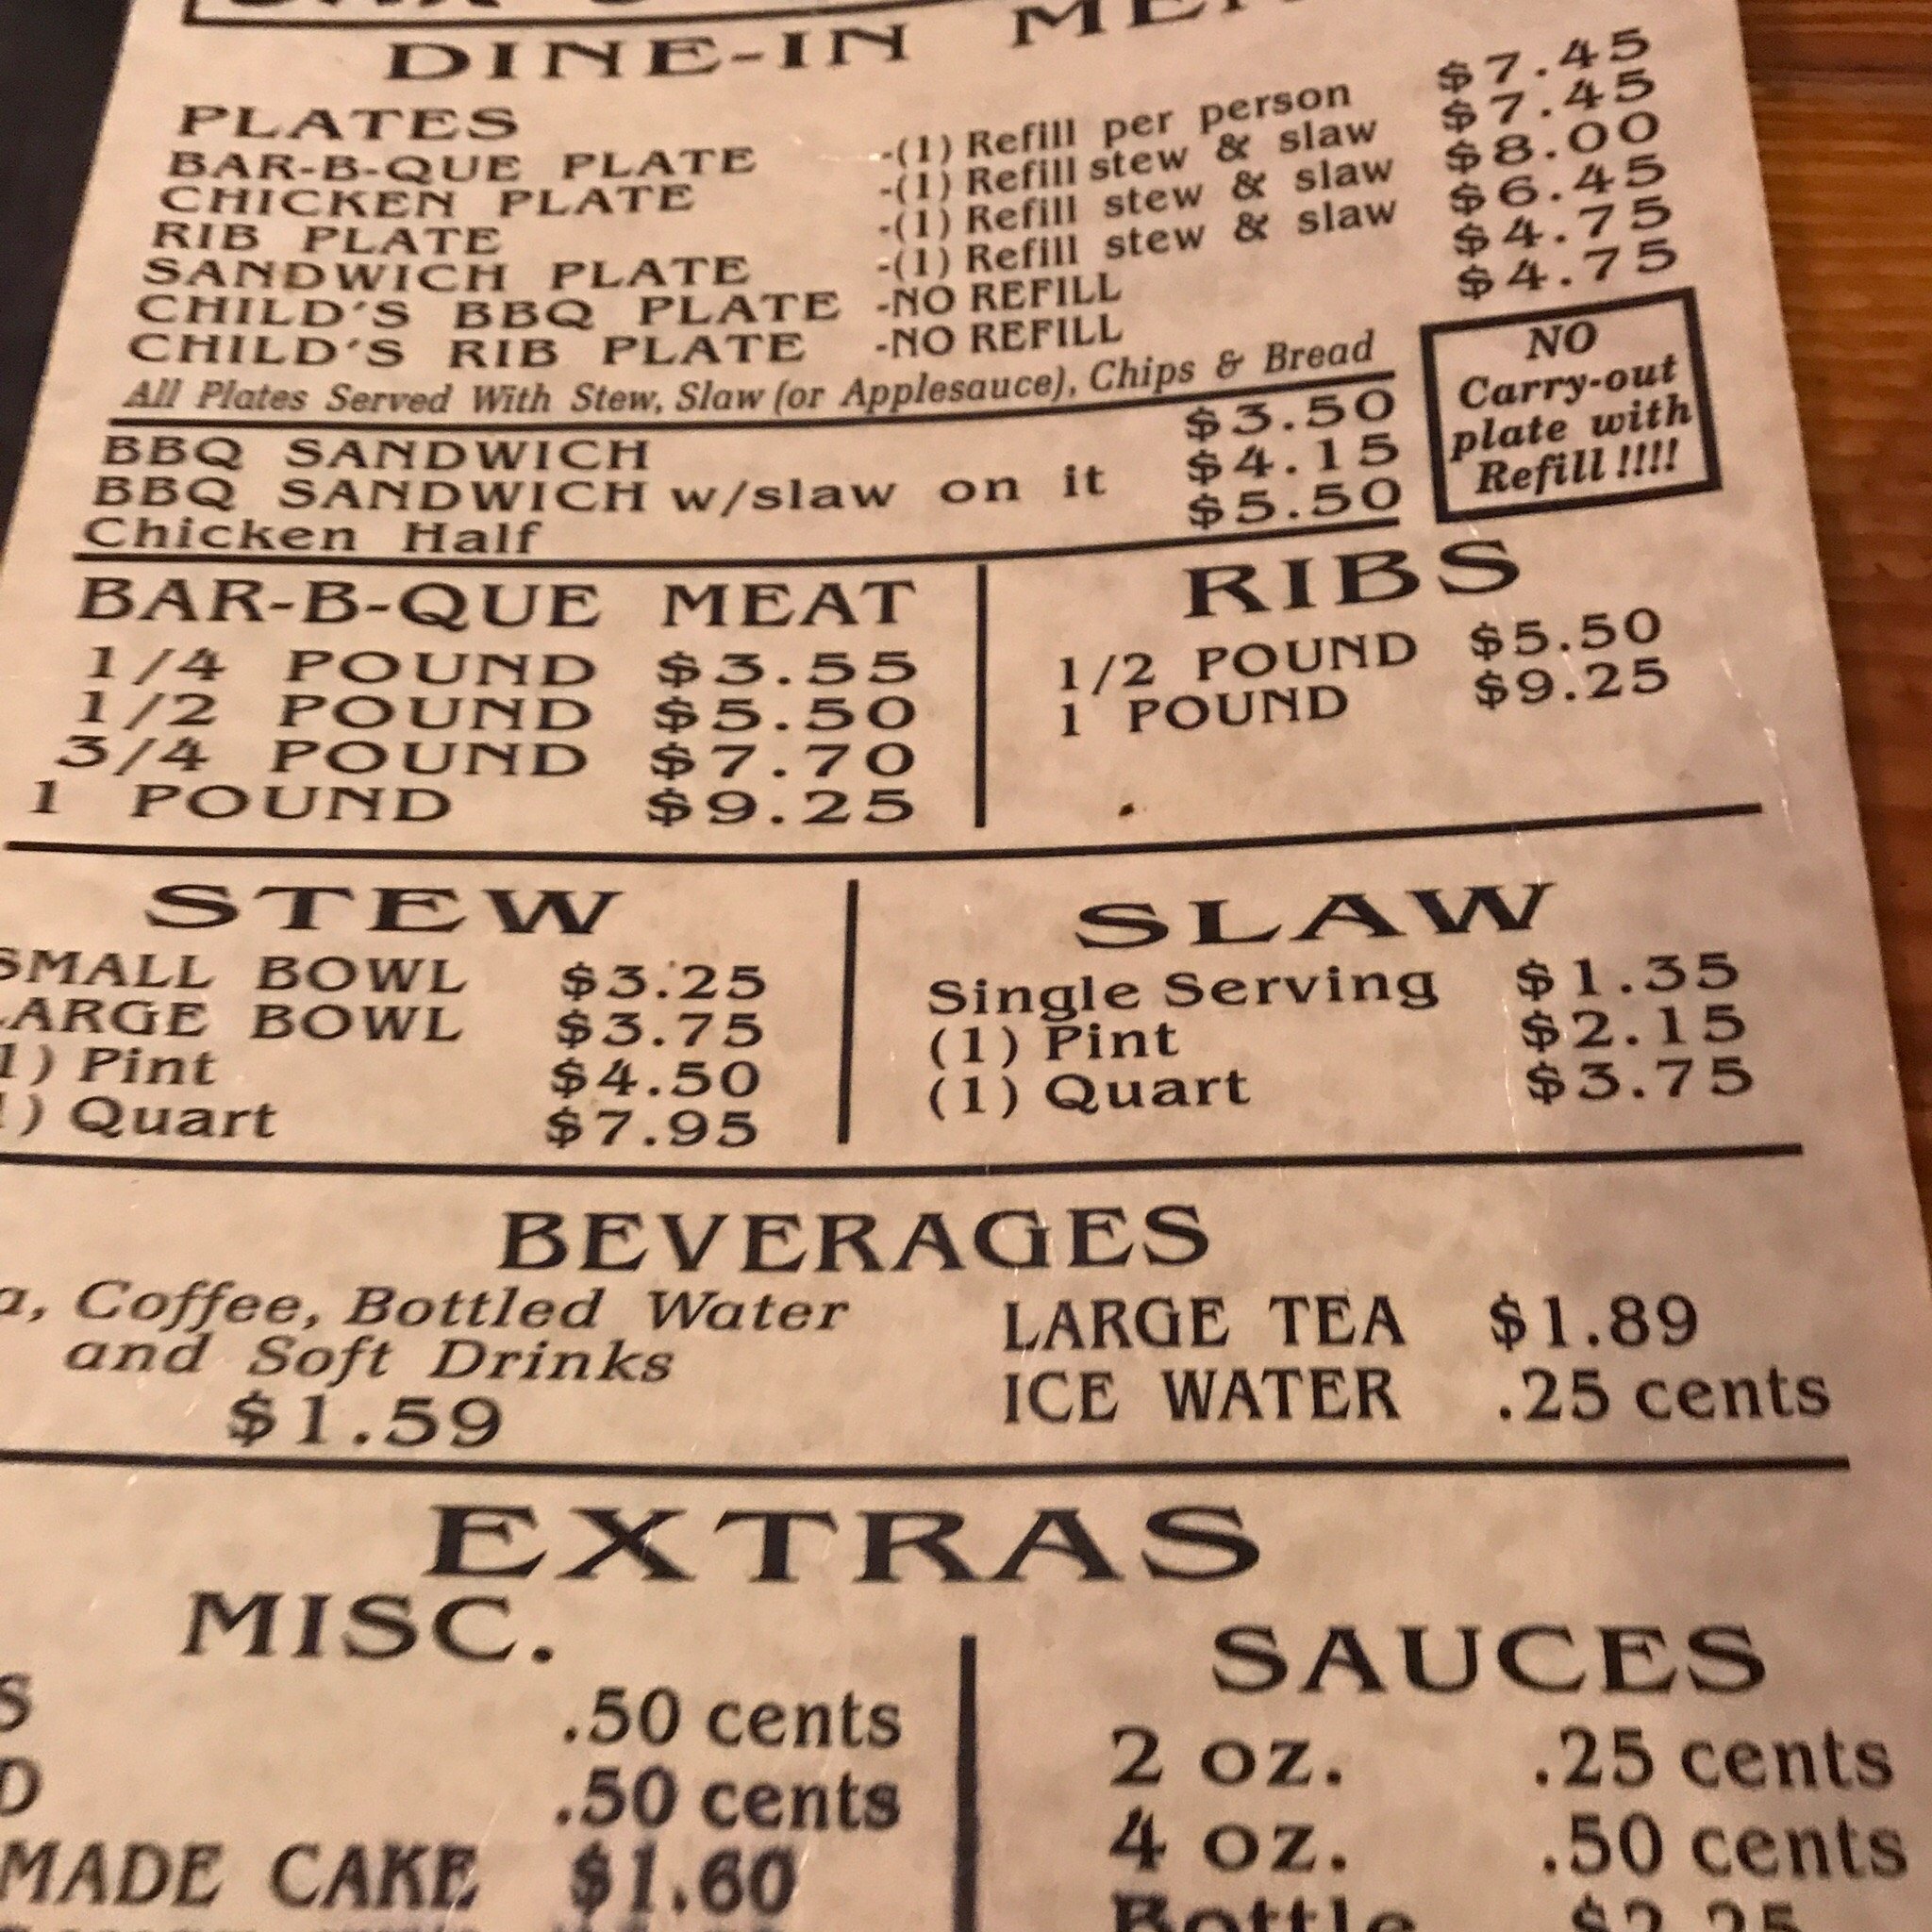 DINE-IN
PLATES
BAR-B-QUE PLATE -(1) Refill per person $7.45
CHICKEN PLATE -(1) Refill stew & slaw $7.45
RIB PLATE -(1) Refill stew & slaw $8.00
SANDWICH PLATE -(1) Refill stew & slaw $6.45
CHILD'S BBQ PLATE -NO REFILL $4.75
CHILD'S RIB PLATE -NO REFILL $4.75
All Plates Served With Stew, Slaw (or Applesauce), Chips & Bread
NO
Carry-out
plate with
Refill !!!!
BBQ SANDWICH $3.50
BBQ SANDWICH w/slaw on it $4.15
Chicken Half $5.50
BAR-B-QUE MEAT
1/4 POUND $3.55
1/2 POUND $5.50
3/4 POUND $7.70
1 POUND $9.25
RIBS
1/2 POUND $5.50
1 POUND $9.25
STEW
SMALL BOWL $3.25
LARGE BOWL $3.75
1) Pint $4.50
1) Quart $7.95
SLAW
Single Serving $1.35
(1) Pint $2.15
(1) Quart $3.75
BEVERAGES
a, Coffee, Bottled Water
and Soft Drinks
$1.59
LARGE TEA $1.89
ICE WATER .25 cents
EXTRAS
MISC.
S .50 cents
D .50 cents
MADE CAKE $1.60
SAUCES
2 oz. .25 cents
4 oz. .50 cents
Bottle $2.25